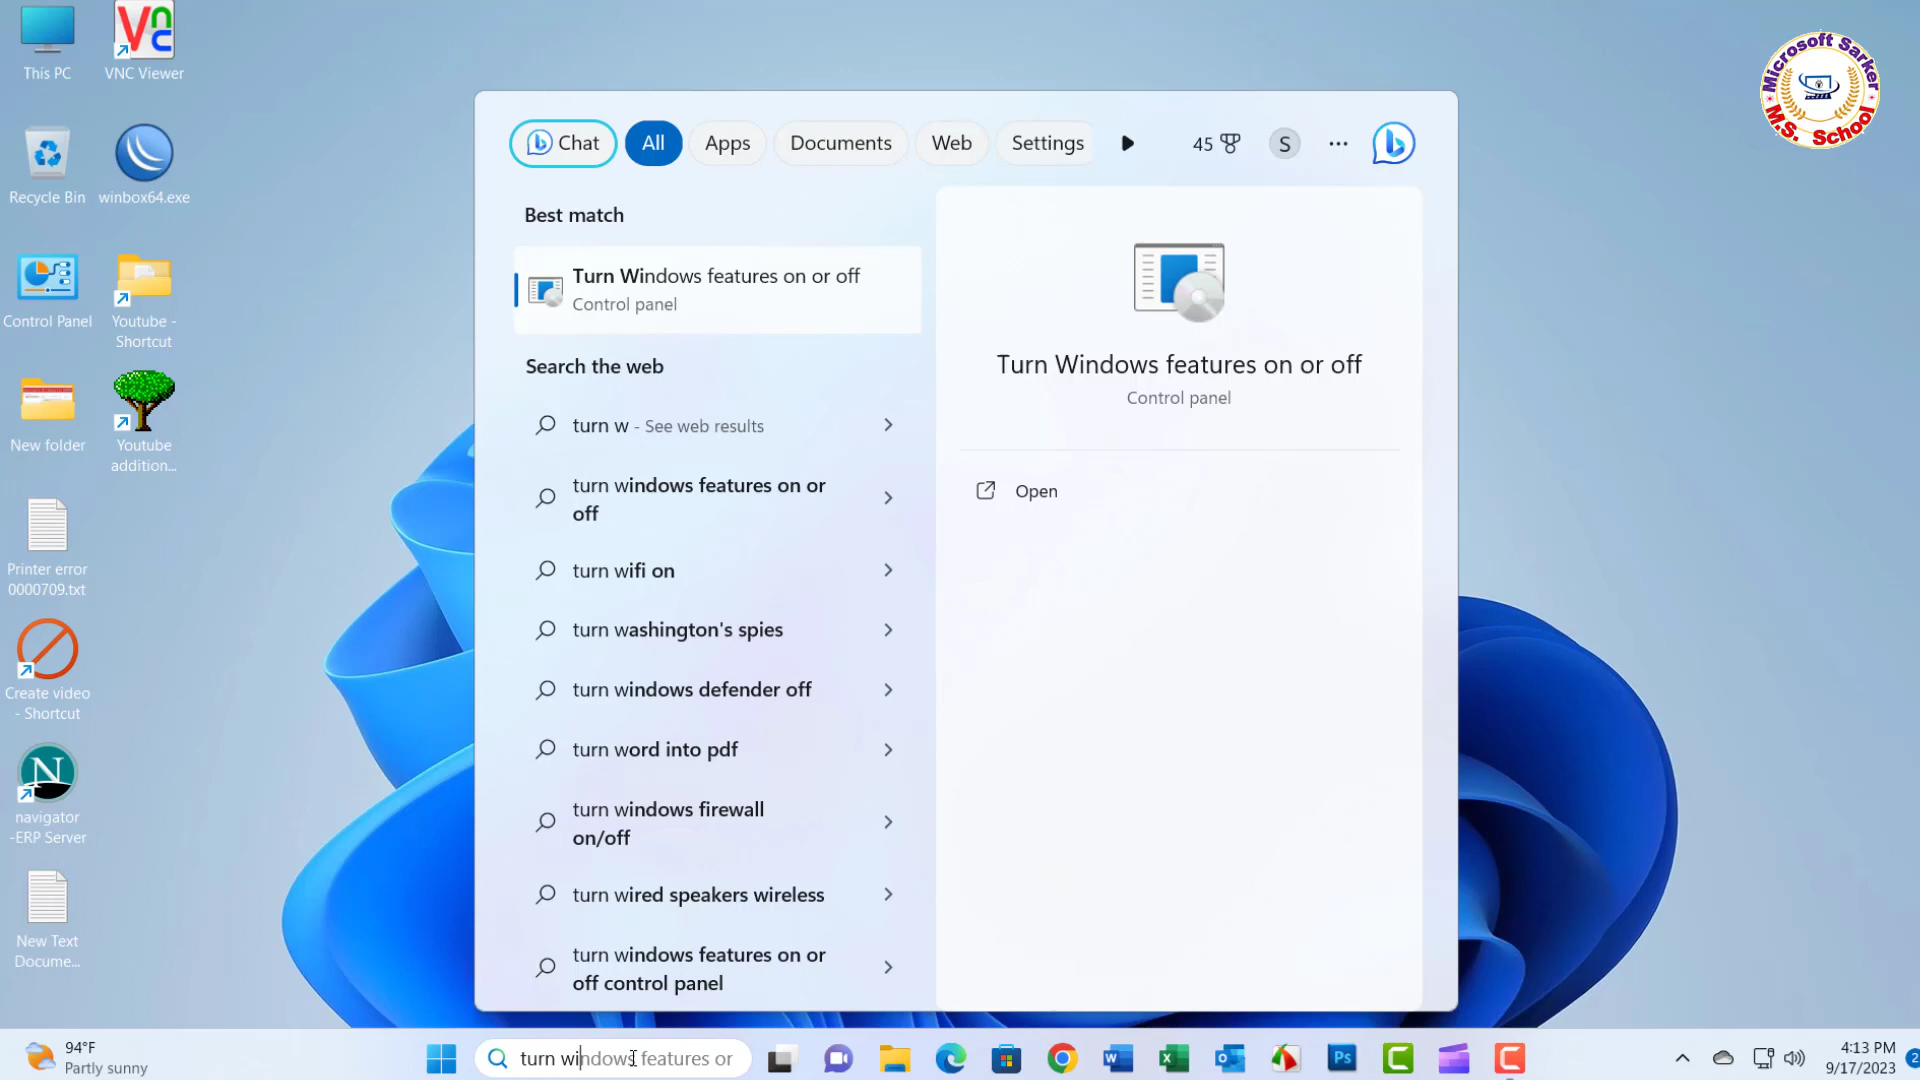 This PC
VNC Viewer
Recycle Bin
winbox64.exe
Control Panel
Youtube -
Shortcut
New folder
Youtube
addition...
Printer error
0000709.txt
Create video
- Shortcut
navigator
-ERP Server
New Text
Docume...
Microsoft Sarker
M.S. School
Chat
All
Apps
Documents
Web
Settings
45
S
Best match
Turn Windows features on or off
Control panel
Search the web
turn w - See web results
turn windows features on or
off
turn wifi on
turn washington's spies
turn windows defender off
turn word into pdf
turn windows firewall
on/off
turn wired speakers wireless
turn windows features on or
off control panel
Turn Windows features on or off
Control panel
Open
94°F
Partly sunny
turn windows features or
4:13 PM
9/17/2023
2